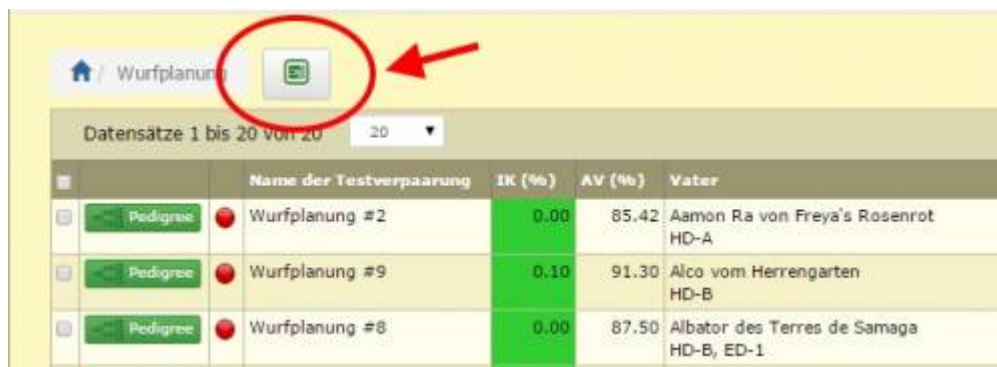 / Wurfplanung
Datensätze 1 bis 20 von 20 20
Name der Testverpaarung IK (%) AV (%) Vater
Pedigree Wurfplanung #2 0.00 85.42 Aamon Ra von Freya's Rosenrot
HD-A
Pedigree Wurfplanung #9 0.10 91.30 Alco vom Herrengarten
HD-B
Pedigree Wurfplanung #8 0.00 87.50 Albator des Terres de Samaga
HD-B, ED-1